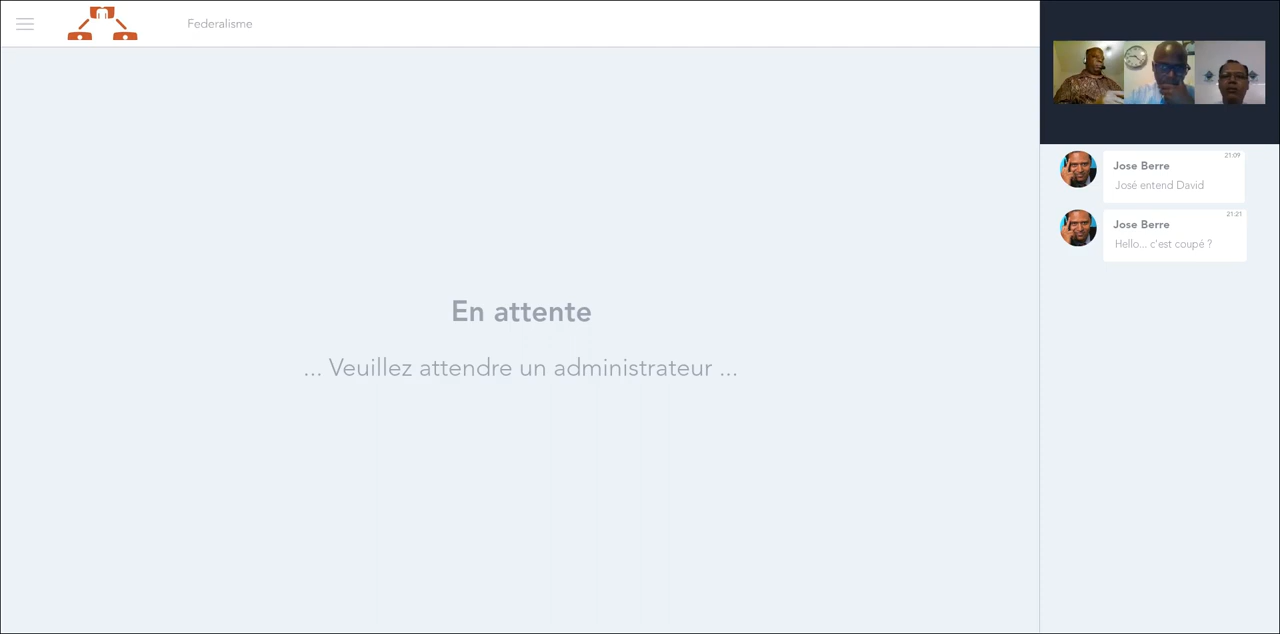 Federalisme
En attente
... Veuillez attendre un administrateur ...
21:09
Jose Berre
José entend David
21:21
Jose Berre
Hello... c'est coupé ?